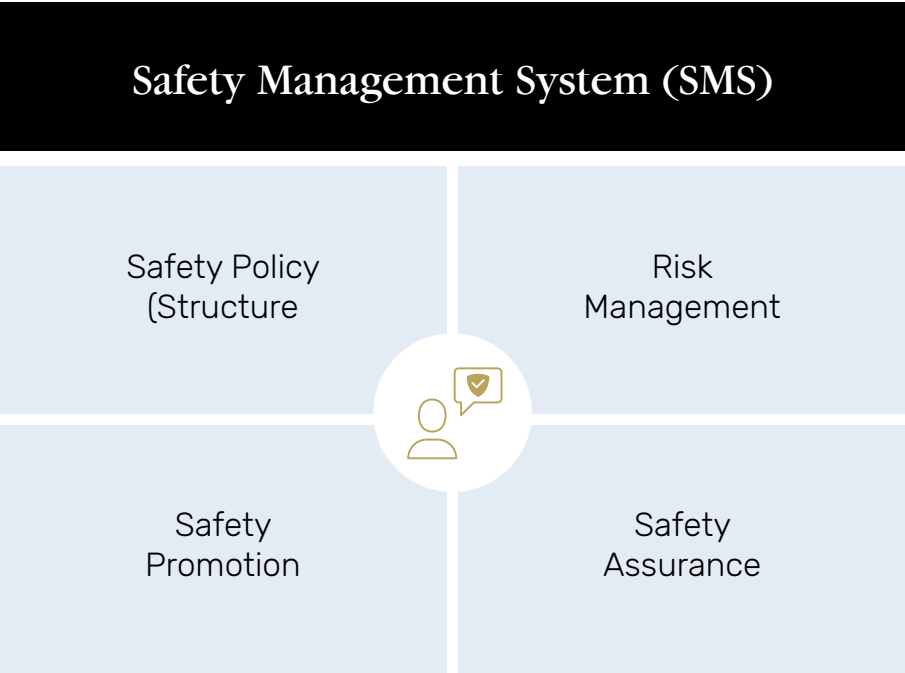 Safety Management System (SMS)
Safety Policy
(Structure
Risk
Management
Safety
Promotion
Safety
Assurance